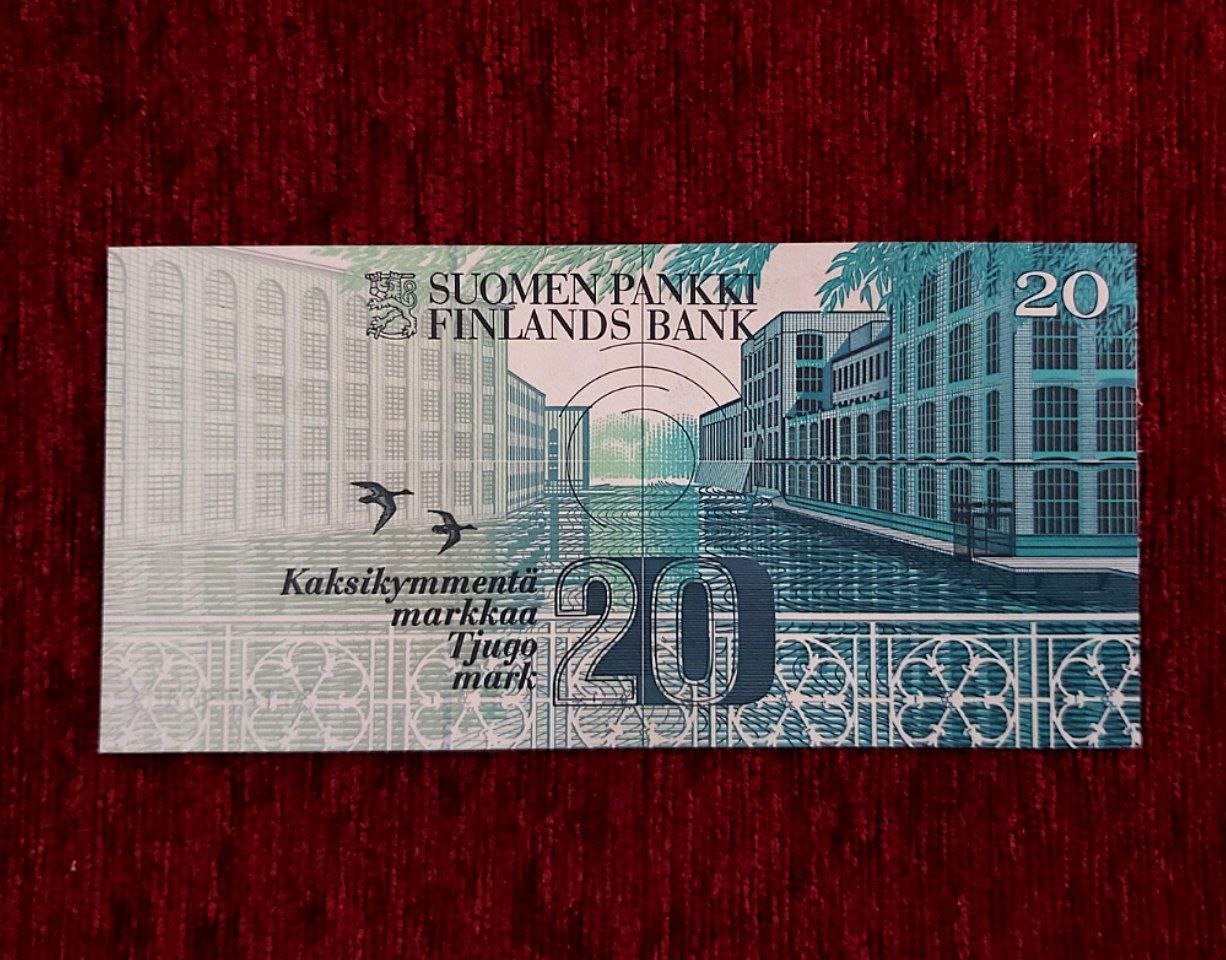 SUOMEN PANKKI
FINLANDS BANK
20
Kaksikymmentä
markkaa
Tjugo
mark
20